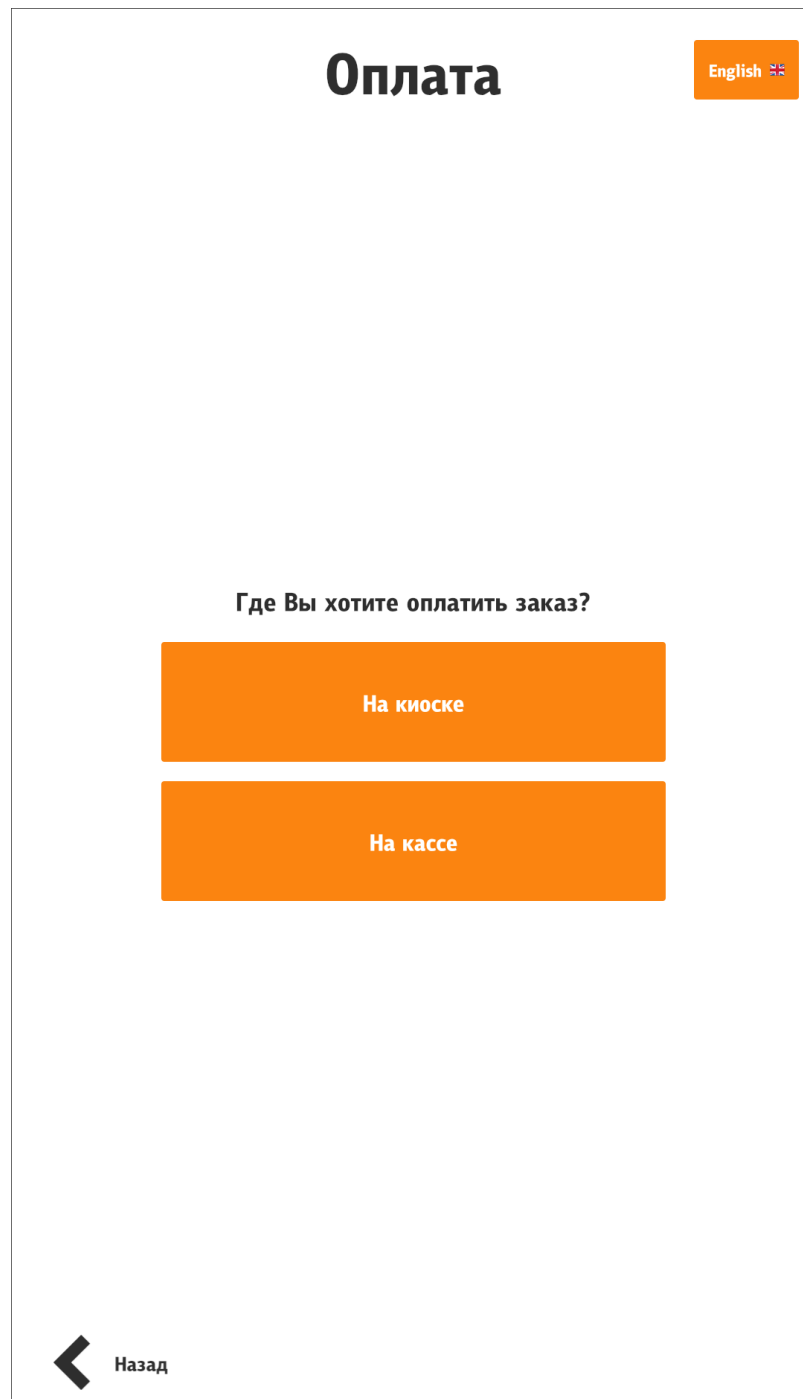 Оплата
English
Где Вы хотите оплатить заказ?
На киоске
На кассе
Назад